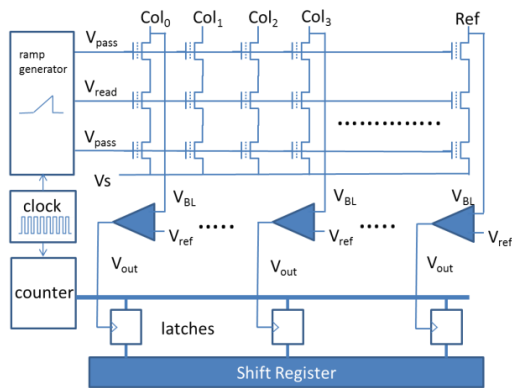 Col0 Col1 Col2 Col3 Ref
Vpass
ramp
generator
Vread
Vpass
Vs
clock
VBL
VBL
VBL
Vref
Vref
Vref
Vout
Vout
Vout
counter
latches
Shift Register